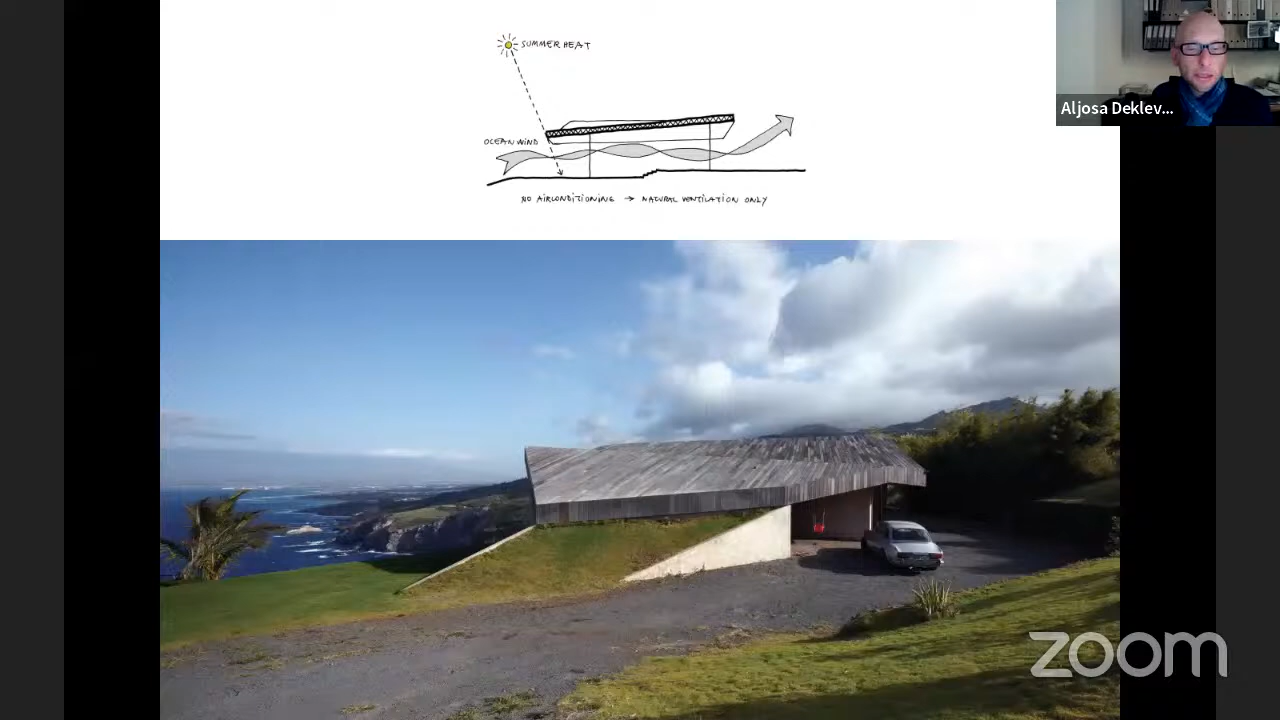 SUMMER HEAT
Aljosa Deklev...
OCEAN WIND
NO AIRCONDITIONING → NATURAL VENTILATION ONLY
zoom